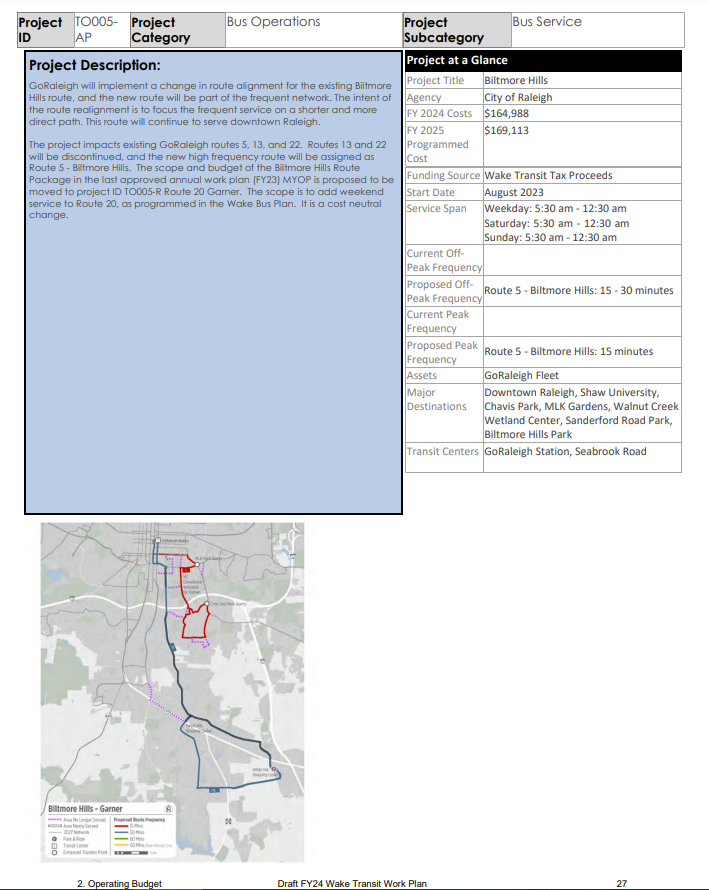 Project ID
TO005-AP
Project Category
Bus Operations
Project Subcategory
Bus Service
Project Description:
GoRaleigh will implement a change in route alignment for the existing Biltmore
Hills route, and the new route will be part of the frequent network. The intent of
the route realignment is to focus the frequent service on a shorter and more
direct path. This route will continue to serve downtown Raleigh.
The project impacts existing GoRaleigh routes 5, 13, and 22.  Routes 13 and 22
will be discontinued, and the new high frequency route will be assigned as
Route 5 - Biltmore Hills.  The scope and budget of the Biltmore Hills Route
Package in the last approved annual work plan (FY23) MYOP is proposed to be
moved to project ID TO005-R Route 20 Garner.  The scope is to add weekend
service to Route 20, as programmed in the Wake Bus Plan.  It is a cost neutral
change.
Project at a Glance
Project Title
Biltmore Hills
Agency
City of Raleigh
FY 2024 Costs
$164,988
FY 2025
Programmed
Cost
$169,113
Funding Source
Wake Transit Tax Proceeds
Start Date
August 2023
Service Span
Weekday: 5:30 am - 12:30 am
Saturday: 5:30 am - 12:30 am
Sunday: 5:30 am - 12:30 am
Current Off-
Peak Frequency
Proposed Off-
Peak Frequency
Route 5 - Biltmore Hills: 15 - 30 minutes
Current Peak
Frequency
Proposed Peak
Frequency
Route 5 - Biltmore Hills: 15 minutes
Assets
GoRaleigh Fleet
Major
Destinations
Downtown Raleigh, Shaw University,
Chavis Park, MLK Gardens, Walnut Creek
Wetland Center, Sanderford Road Park,
Biltmore Hills Park
Transit Centers
GoRaleigh Station, Seabrook Road
Biltmore Hills - Garner
Area No Longer Served
Area Newly Served
2027 Network
Park & Ride
Transit Center
Enhanced Transfer Point
Proposed Route Frequency
15 Mins
30 Mins
60 Mins
2. Operating Budget
Draft FY24 Wake Transit Work Plan
27